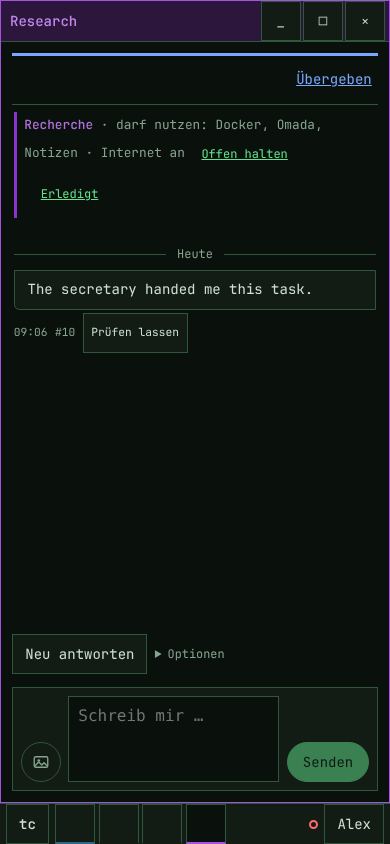 Research
Übergeben
Recherche · darf nutzen: Docker, Omada,
Notizen · Internet an Offen halten
Erledigt
Heute
The secretary handed me this task.
09:06 #10 Prüfen lassen
Neu antworten ▶ Optionen
Schreib mir …
Senden
tc Alex